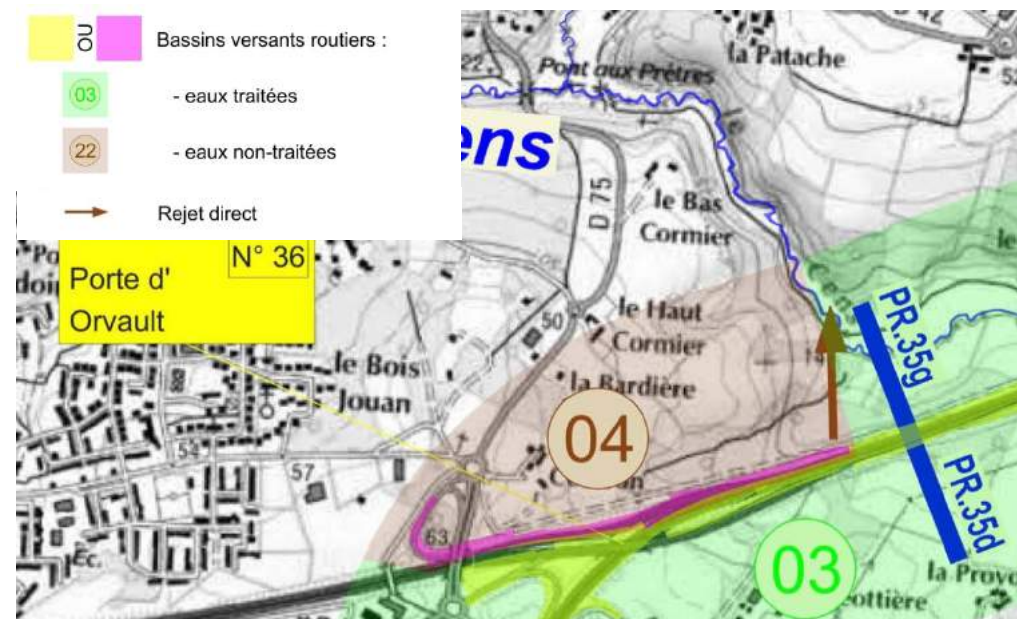 OU
Bassins versants routiers :
03
- eaux traitées
22
- eaux non-traitées
Rejet direct
N° 36
Porte d'
Orvault
ens
la Patache
Pont aux Prêtres
D 75
le Bas
Cormier
le Haut
Cormier
50
la Bardière
le Bois
Jouan
04
54
57
63
Éc.
PR.35g
PR.35d
03
la Provo